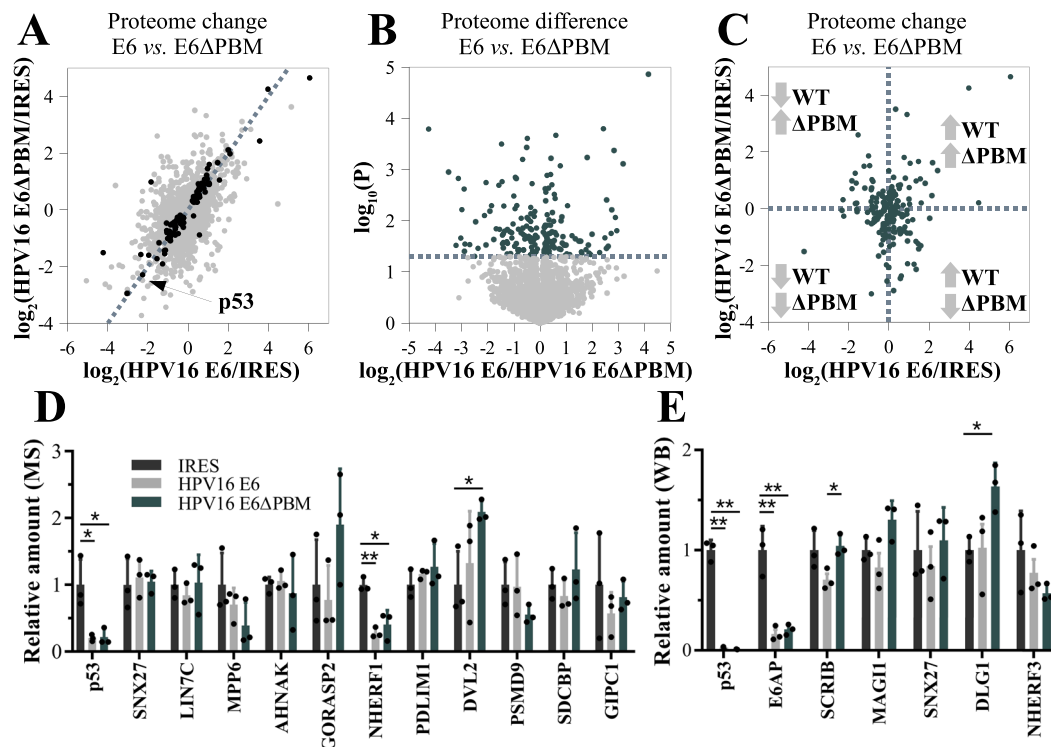 A
Proteome change
E6 vs. E6ΔPBM
log2(HPV16 E6ΔPBM/IRES)
4
2
0
-2
-4
p53
-6
-4
-2
0
2
4
6
log2(HPV16 E6/IRES)
B
Proteome difference
E6 vs. E6ΔPBM
log10(P)
5
4
3
2
1
0
-5
-4
-3
-2
-1
0
1
2
3
4
5
log2(HPV16 E6/HPV16 E6ΔPBM)
C
Proteome change
E6 vs. E6ΔPBM
log2(HPV16 E6ΔPBM/IRES)
4
2
0
-2
-4
WT
ΔPBM
WT
ΔPBM
WT
ΔPBM
WT
ΔPBM
-6
-4
-2
0
2
4
6
log2(HPV16 E6/IRES)
D
Relative amount (MS)
3
2
1
0
IRES
HPV16 E6
HPV16 E6ΔPBM
*
*
*
**
*
p53
SNX27
LIN7C
MPP6
AHNAK
GORASP2
NHERF1
PDLIM1
DVL2
PSMD9
SDCBP
GIPC1
E
Relative amount (WB)
2
1
0
**
**
**
**
*
*
p53
E6AP
SCRIB
MAGI1
SNX27
DLG1
NHERF3